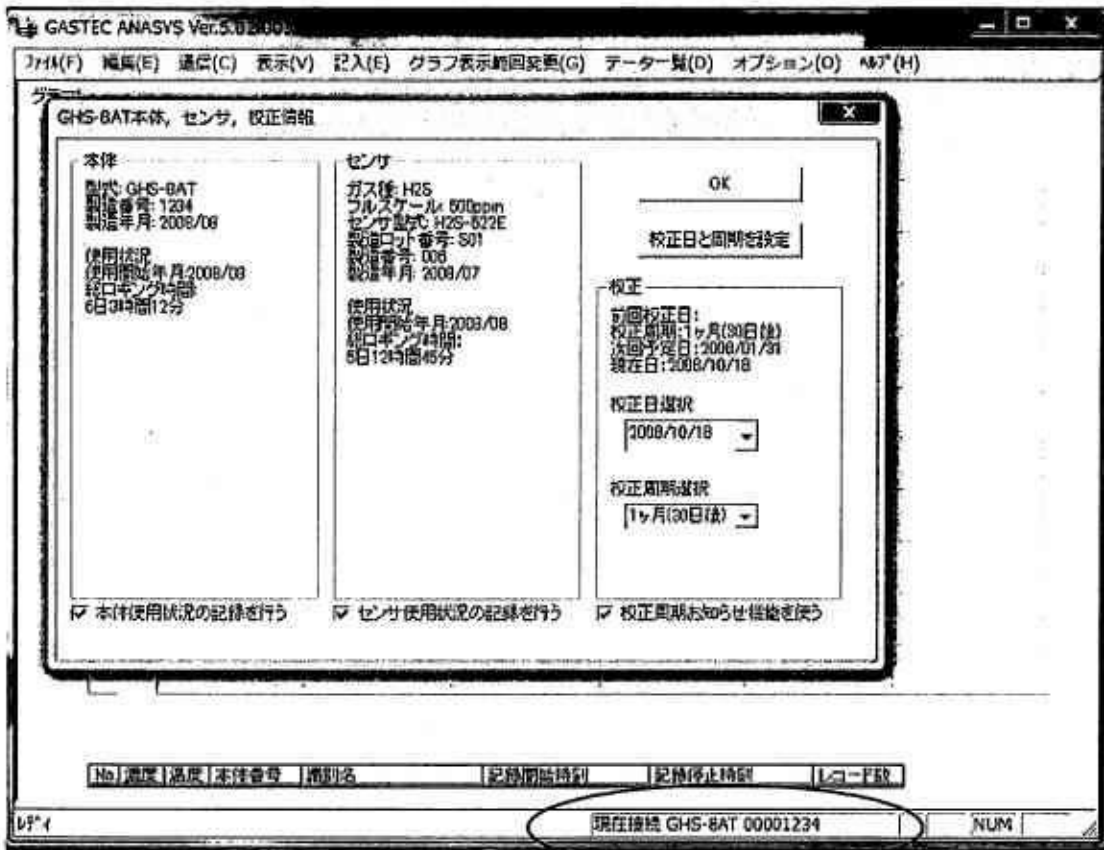 GASTEC ANASYS Ver.5.02
ファイル(F) 編集(E) 通信(C) 表示(V) 記入(E) グラフ表示範囲変更(G) データ一覧(D) オプション(O) ヘルプ(H)
GHS-8AT本体, センサ, 校正情報
本体
型式: GHS-8AT
製造番号: 1234
製造年月: 2008/08
使用状況
使用開始年月:2008/08
総ロギング時間:
6日3時間12分
本体使用状況の記録を行う
センサ
ガス種: H2S
フルスケール: 500ppm
センサ型式: H2S-622E
製造ロット番号: S01
製造番号: 006
製造年月: 2008/07
使用状況
使用開始年月:2008/08
総ロギング時間:
5日12時間45分
センサ使用状況の記録を行う
OK
校正日と周期を設定
校正
前回校正日:
校正周期:1ヶ月(30日後)
次回予定日:2008/01/31
現在日:2008/10/18
校正日選択
2008/10/18
校正周期選択
1ヶ月(30日後)
校正周期お知らせ機能を使う
No. 濃度 温度 本体番号 識別名 記録開始時刻 記録停止時刻 レコード数
レディ 現在接続 GHS-8AT 00001234 NUM